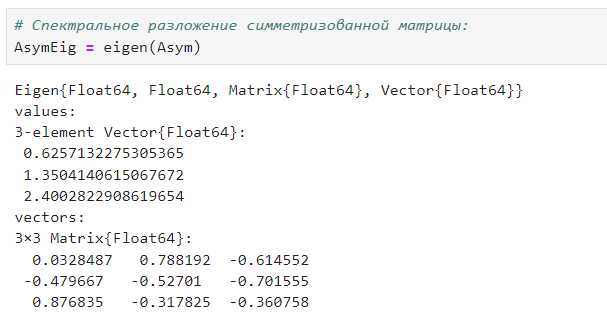 # Спектральное разложение симметризованной матрицы:
AsymEig = eigen(Asym)
Eigen{Float64, Float64, Matrix{Float64}, Vector{Float64}}
values:
3-element Vector{Float64}:
 0.6257132275305365
 1.3504140615067672
 2.4002822908619654
vectors:
3×3 Matrix{Float64}:
  0.0328487   0.788192  -0.614552
 -0.479667   -0.52701   -0.701555
  0.876835   -0.317825  -0.360758